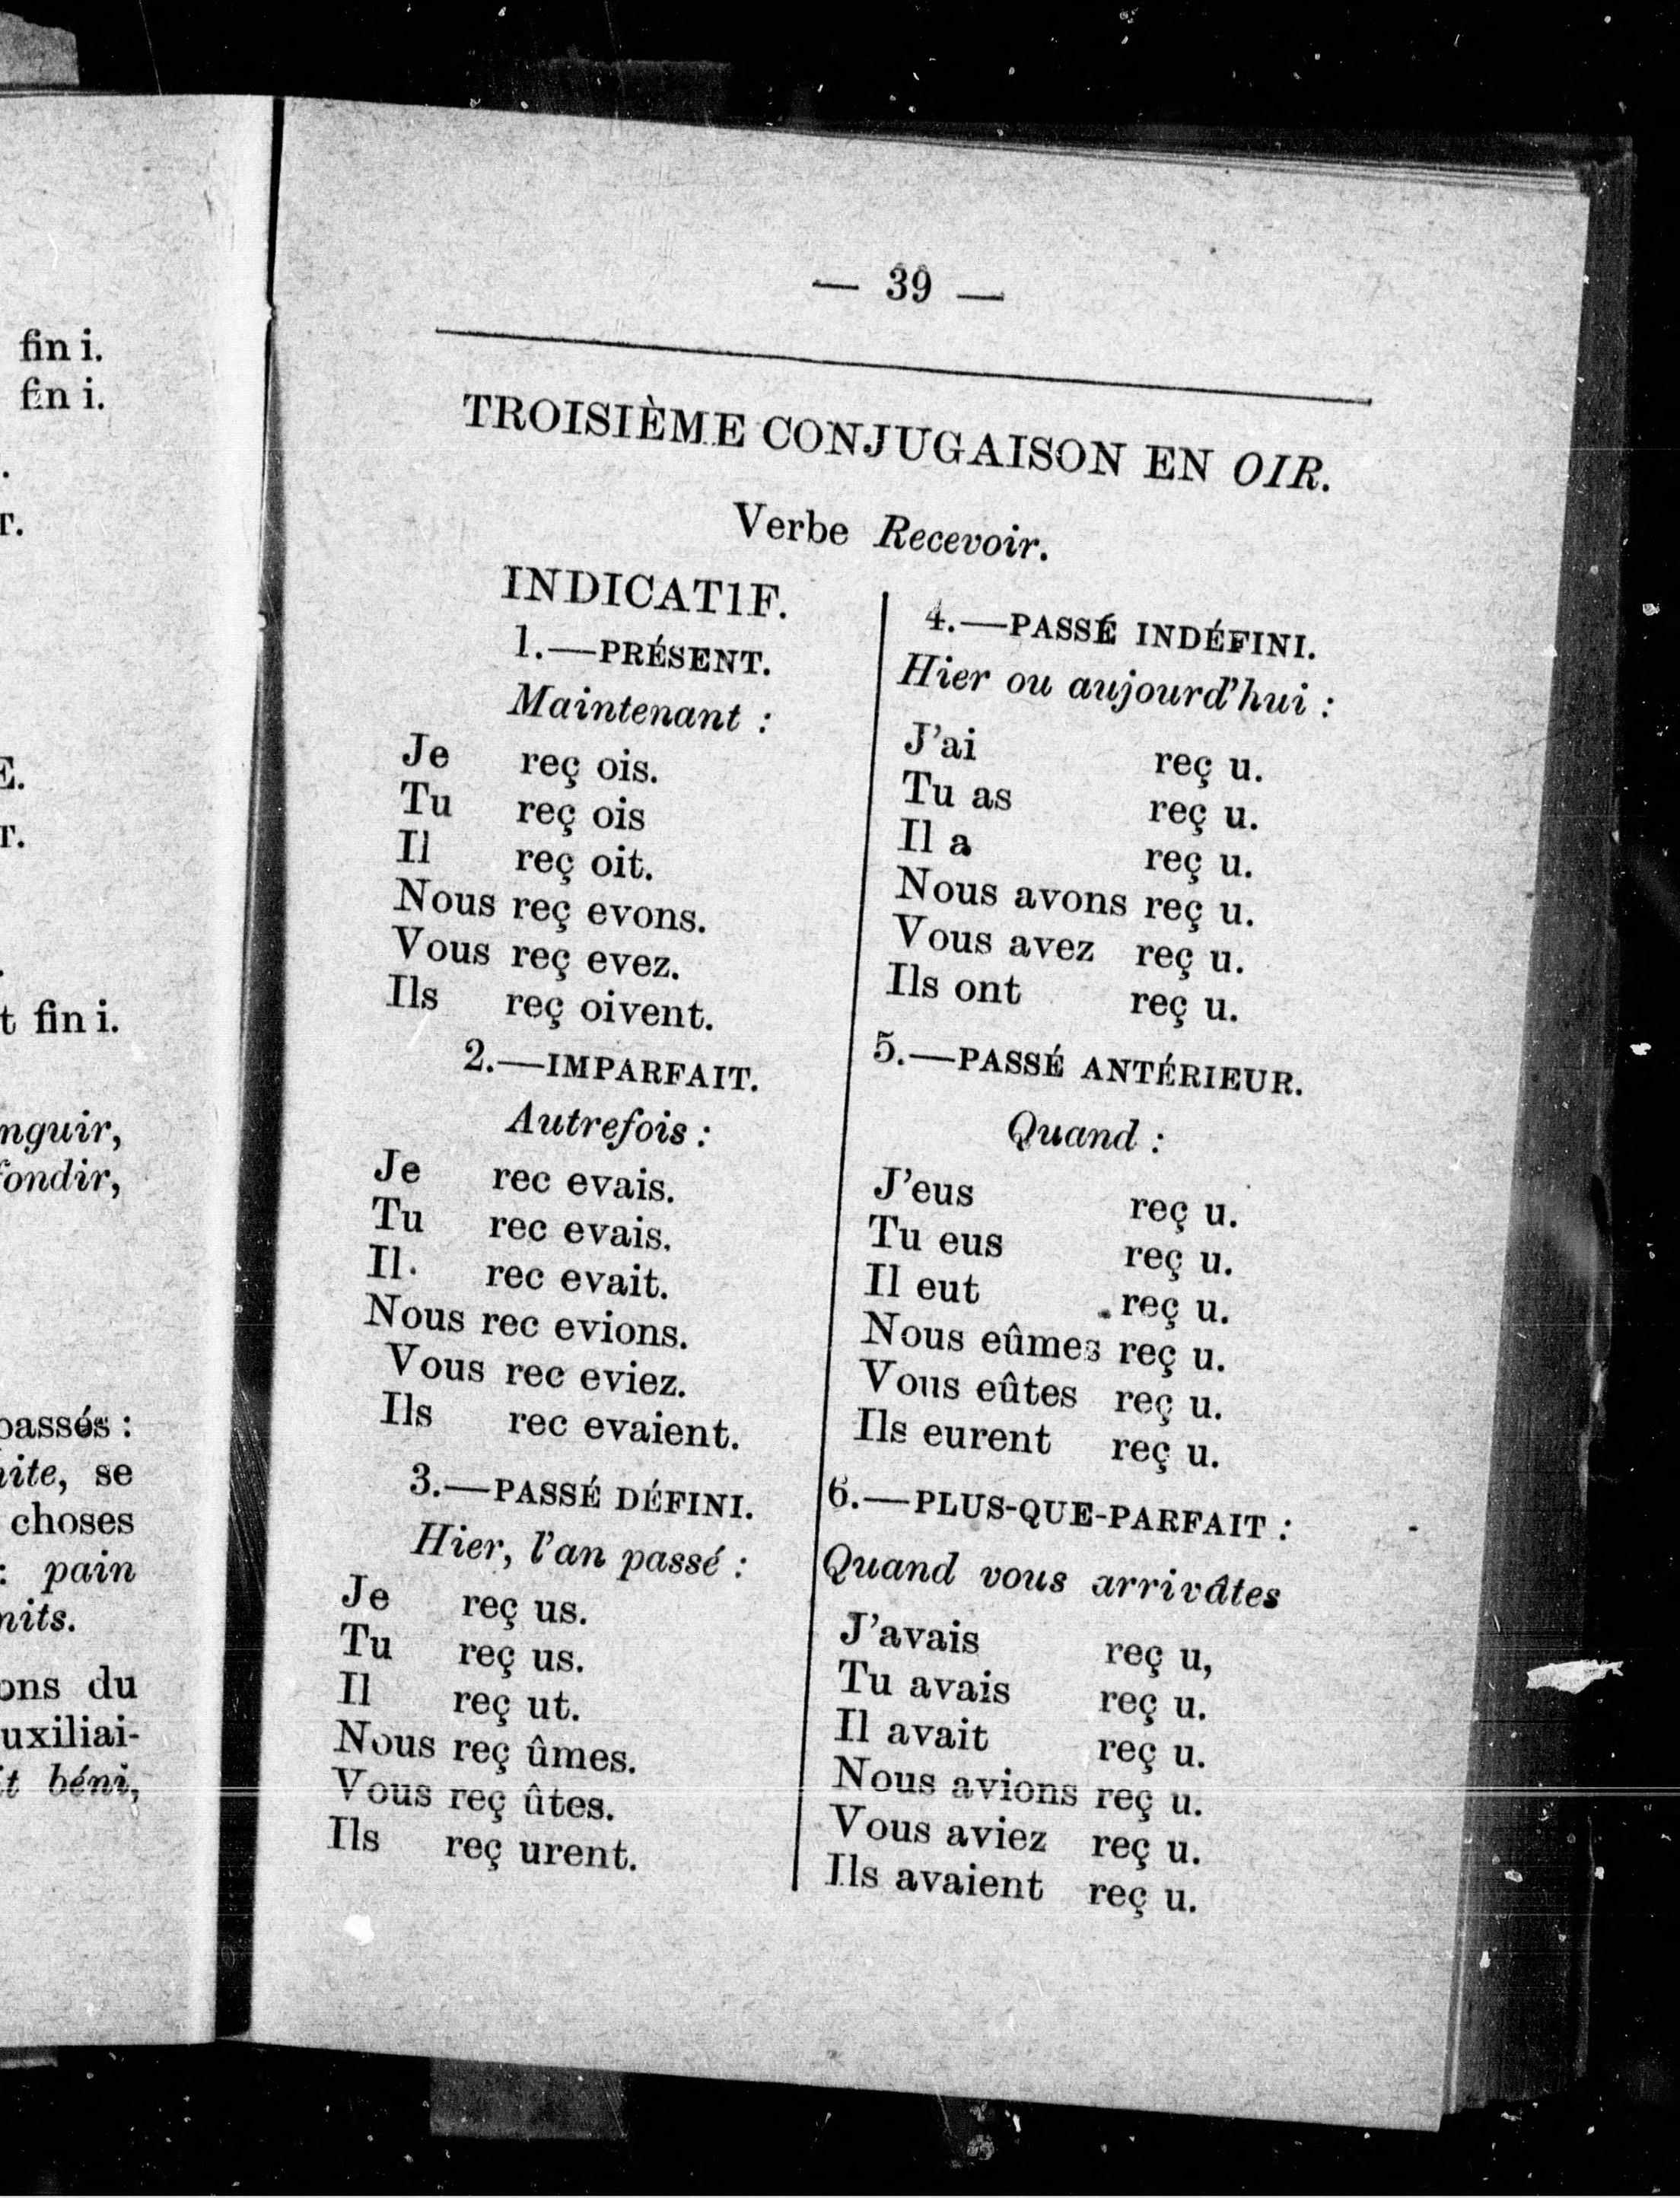 fin i.
fin i.
T.
E.
T.
t fin i.
nguir,
fondir,
passés :
ite, se
choses
: pain
nits.
ons du
uxiliai-
it béni,
— 39 —
TROISIÈME CONJUGAISON EN OIR.
Verbe Recevoir.
INDICATIF.
1.—PRÉSENT.
Maintenant :
Je reç ois.
Tu reç ois
Il reç oit.
Nous reç evons.
Vous reç evez.
Ils reç oivent.
2.—IMPARFAIT.
Autrefois :
Je rec evais.
Tu rec evais.
Il rec evait.
Nous rec evions.
Vous rec eviez.
Ils rec evaient.
3.—PASSÉ DÉFINI.
Hier, l'an passé :
Je reç us.
Tu reç us.
Il reç ut.
Nous reç ûmes.
Vous reç ûtes.
Ils reç urent.
4.—PASSÉ INDÉFINI.
Hier ou aujourd'hui :
J'ai reç u.
Tu as reç u.
Il a reç u.
Nous avons reç u.
Vous avez reç u.
Ils ont reç u.
5.—PASSÉ ANTÉRIEUR.
Quand :
J'eus reç u.
Tu eus reç u.
Il eut reç u.
Nous eûmes reç u.
Vous eûtes reç u.
Ils eurent reç u.
6.—PLUS-QUE-PARFAIT :
Quand vous arrivâtes
J'avais reç u,
Tu avais reç u.
Il avait reç u.
Nous avions reç u.
Vous aviez reç u.
Ils avaient reç u.